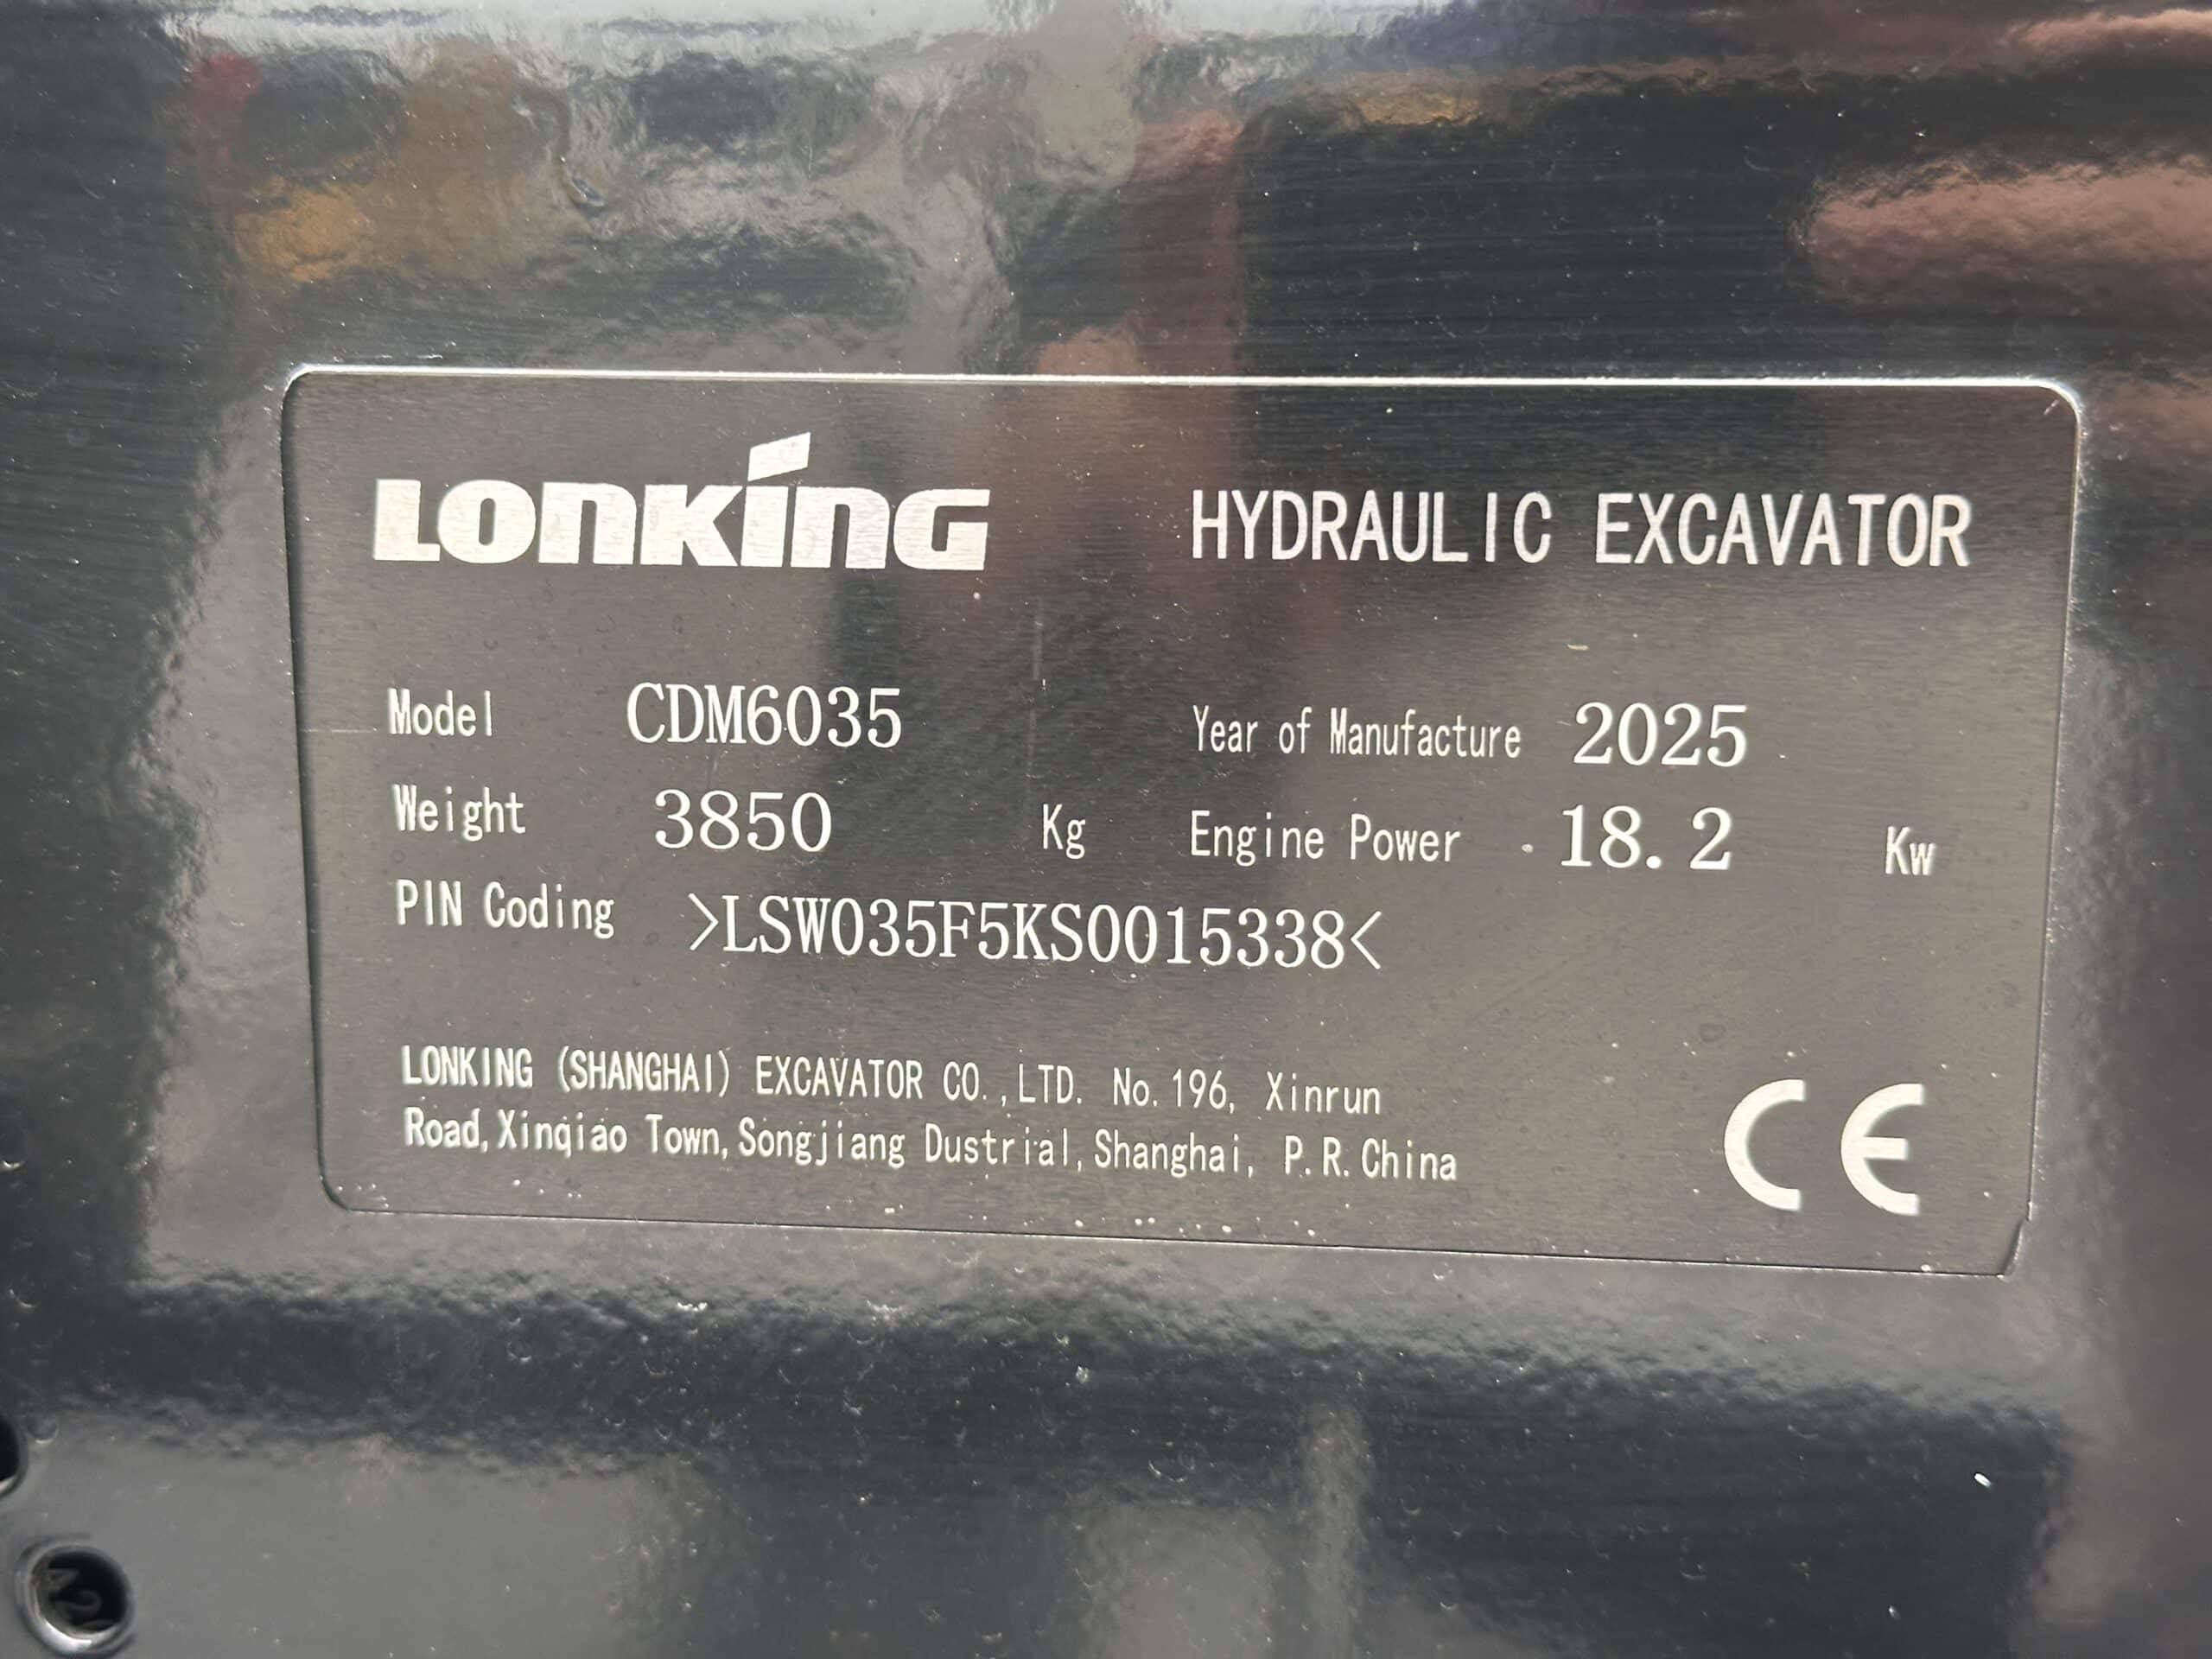 LONKING HYDRAULIC EXCAVATOR
Model CDM6035 Year of Manufacture 2025
Weight 3850 Kg Engine Power 18.2 Kw
PIN Coding >LSW035F5KS0015338<
LONKING (SHANGHAI) EXCAVATOR CO.,LTD. No.196, Xinrun
Road,Xinqiao Town,Songjiang Dustrial,Shanghai, P.R.China
CE